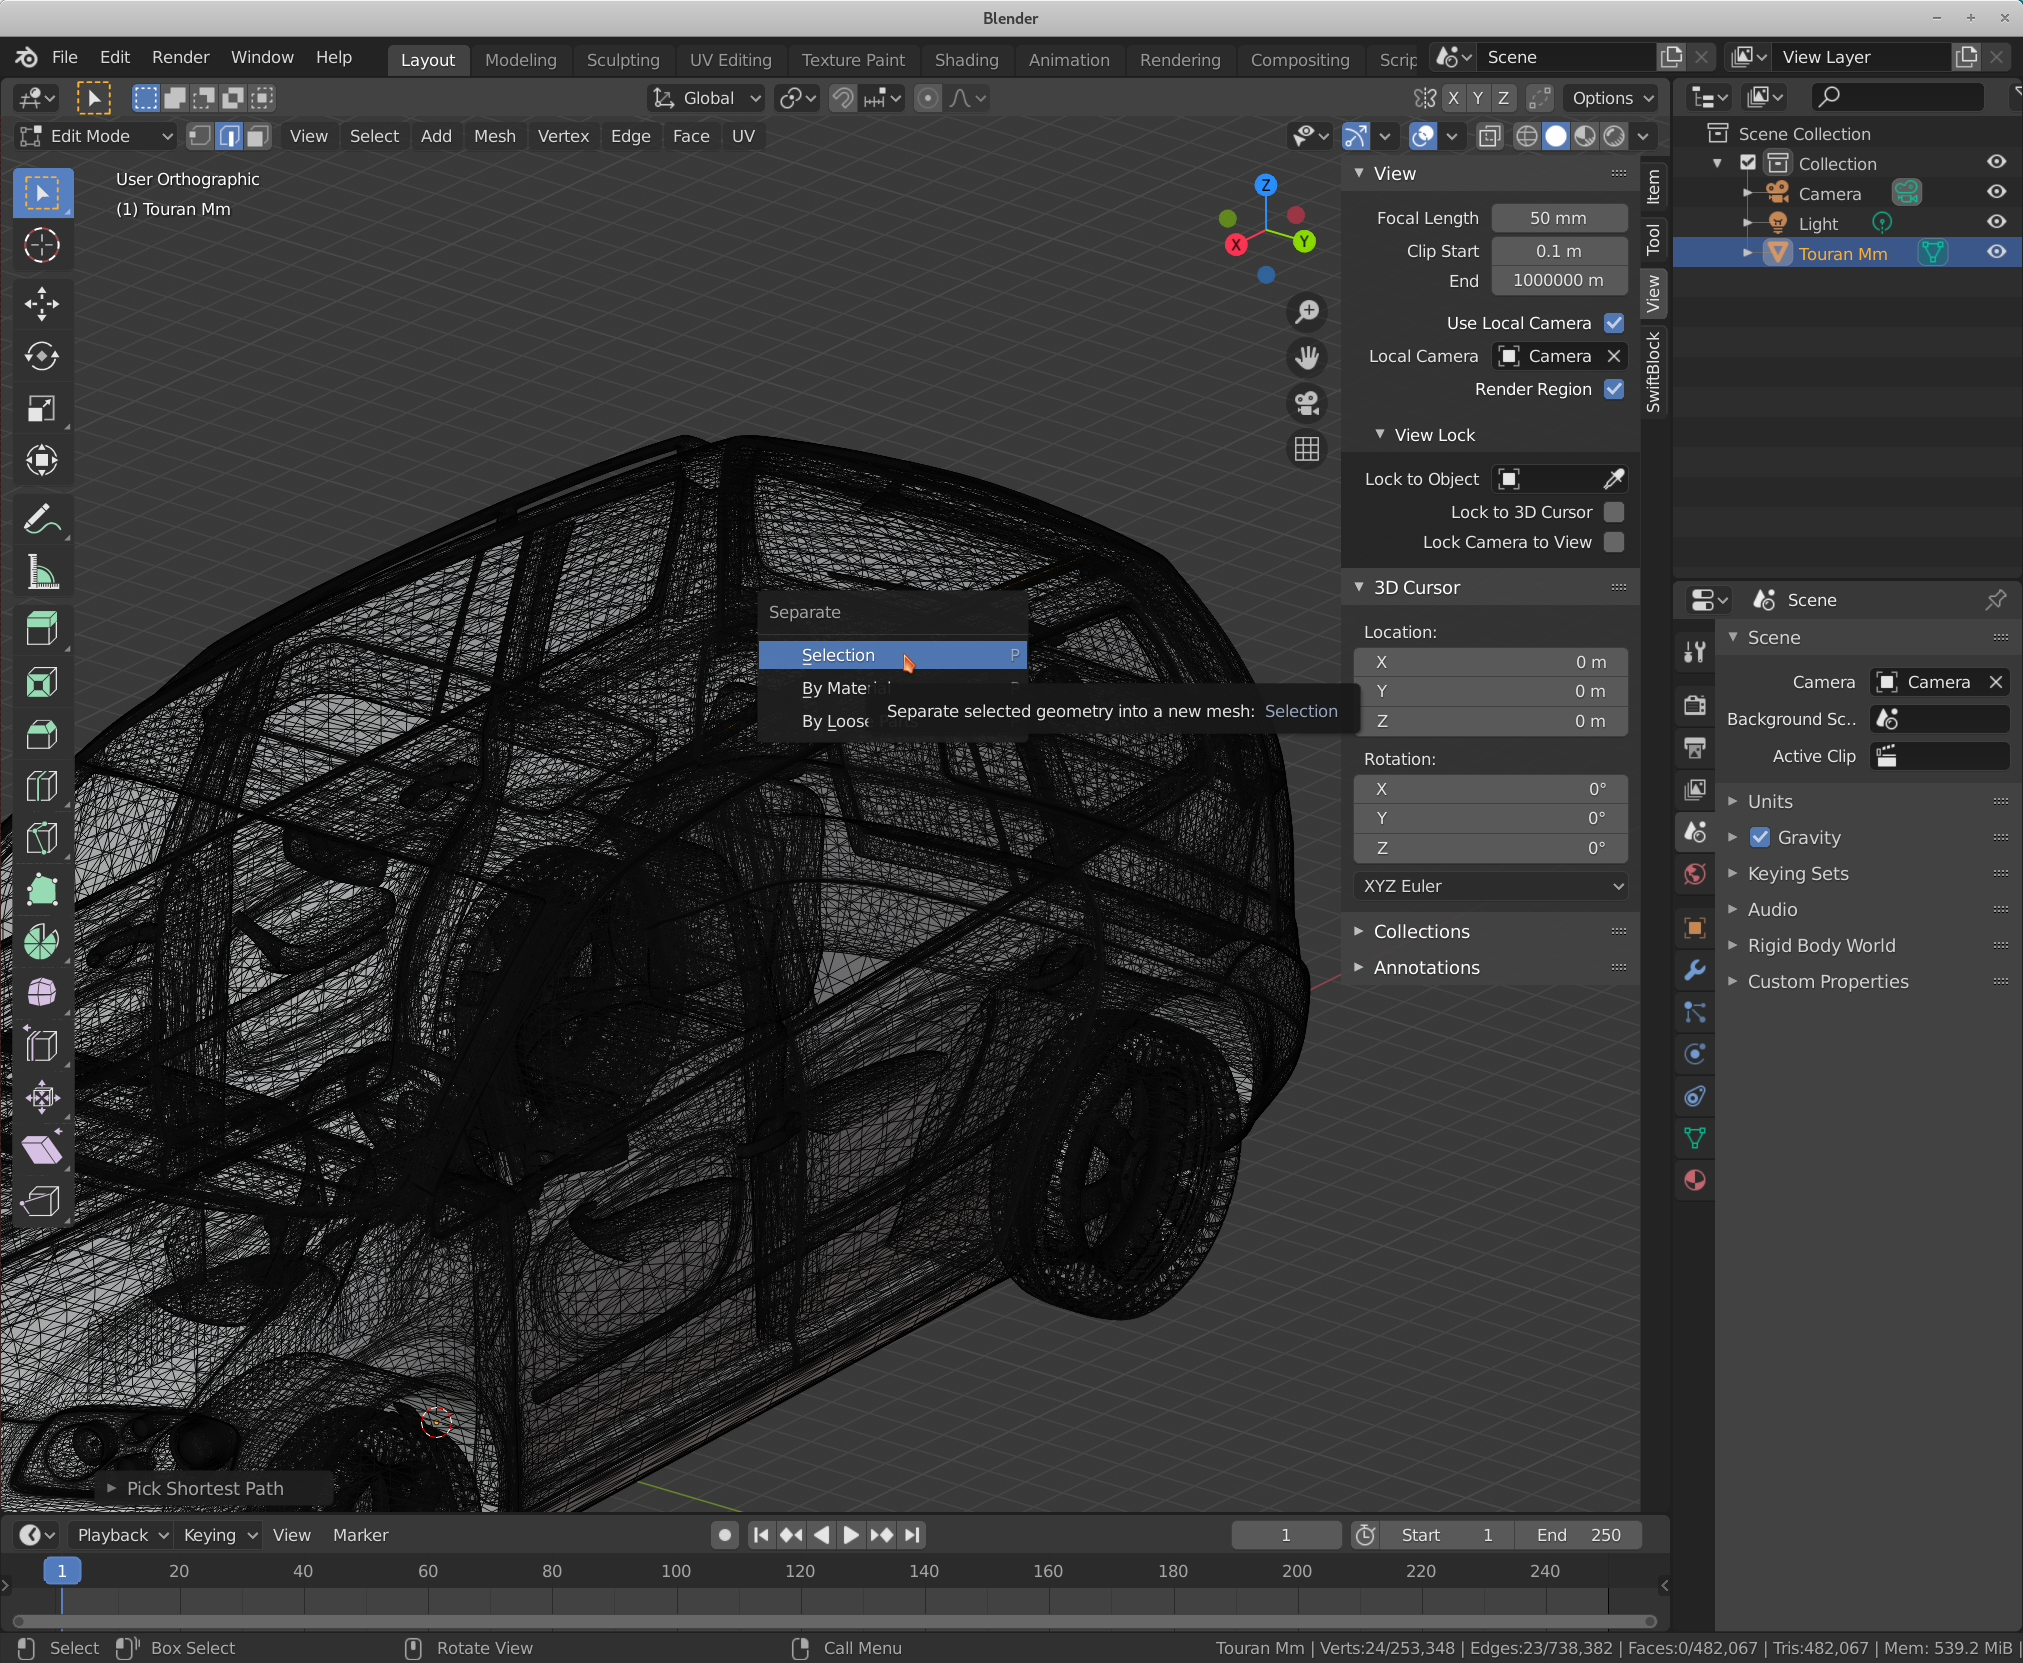 Blender
File Edit Render Window Help Layout Modeling Sculpting UV Editing Texture Paint Shading Animation Rendering Compositing Scrip Scene View Layer
Global X Y Z Options
Edit Mode View Select Add Mesh Vertex Edge Face UV
User Orthographic
(1) Touran Mm
Z
X
Y
View
Focal Length 50 mm
Clip Start 0.1 m
End 1000000 m
Use Local Camera
Local Camera Camera
Render Region
View Lock
Lock to Object
Lock to 3D Cursor
Lock Camera to View
3D Cursor
Location:
X 0 m
Y 0 m
Z 0 m
Rotation:
X 0°
Y 0°
Z 0°
XYZ Euler
Collections
Annotations
Item
Tool
View
SwiftBlock
Separate
Selection P
By Material P
By Loose
Separate selected geometry into a new mesh: Selection
Pick Shortest Path
Scene Collection
Collection
Camera
Light
Touran Mm
Scene
Scene
Camera Camera
Background Sc..
Active Clip
Units
Gravity
Keying Sets
Audio
Rigid Body World
Custom Properties
Playback Keying View Marker 1 Start 1 End 250
1 20 40 60 80 100 120 140 160 180 200 220 240
Select Box Select Rotate View Call Menu Touran Mm | Verts:24/253,348 | Edges:23/738,382 | Faces:0/482,067 | Tris:482,067 | Mem: 539.2 MiB |